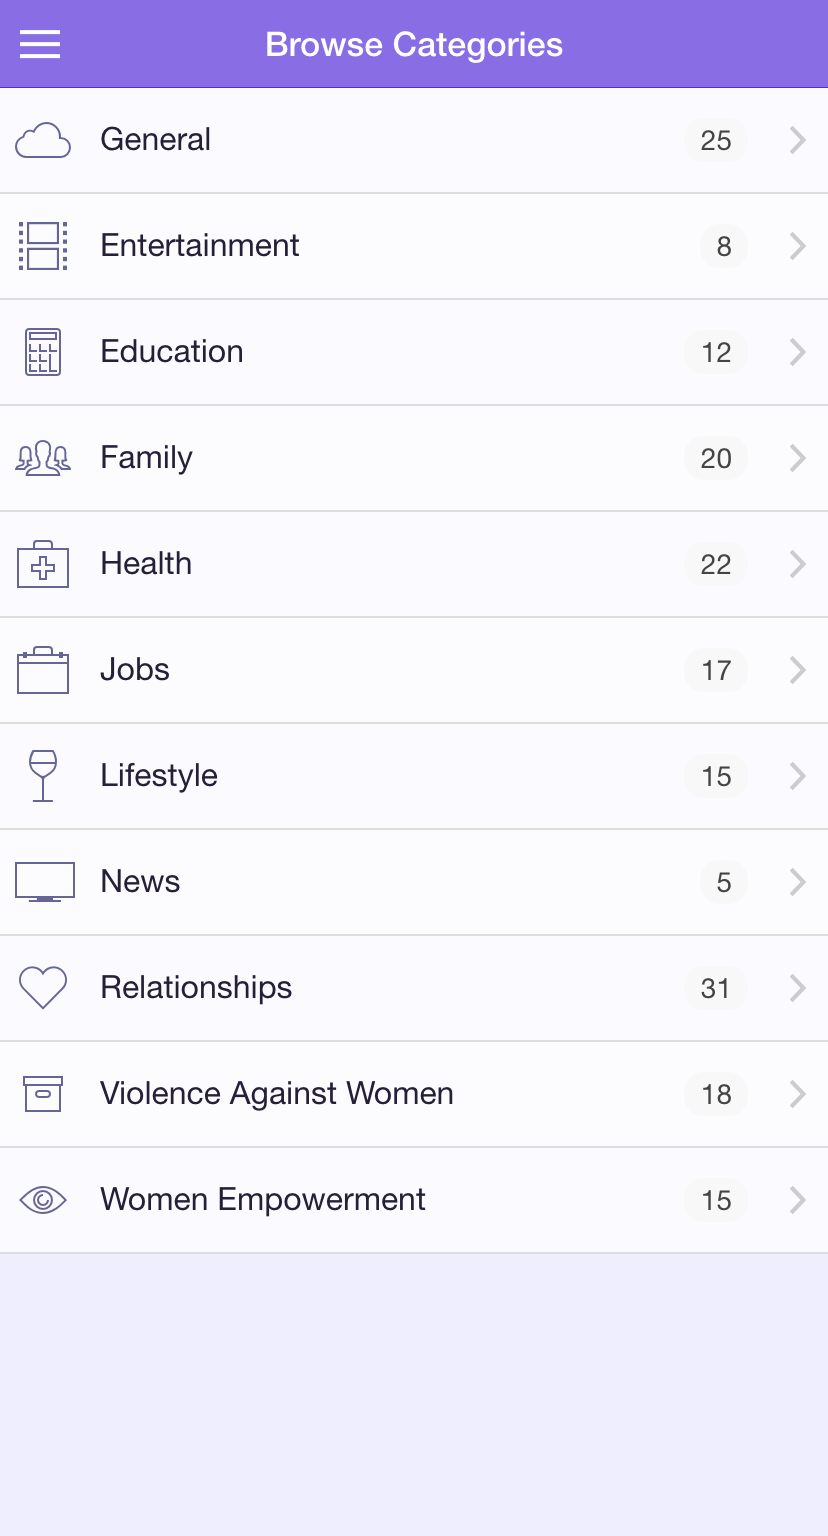 Browse Categories
General 25
Entertainment 8
Education 12
Family 20
Health 22
Jobs 17
Lifestyle 15
News 5
Relationships 31
Violence Against Women 18
Women Empowerment 15